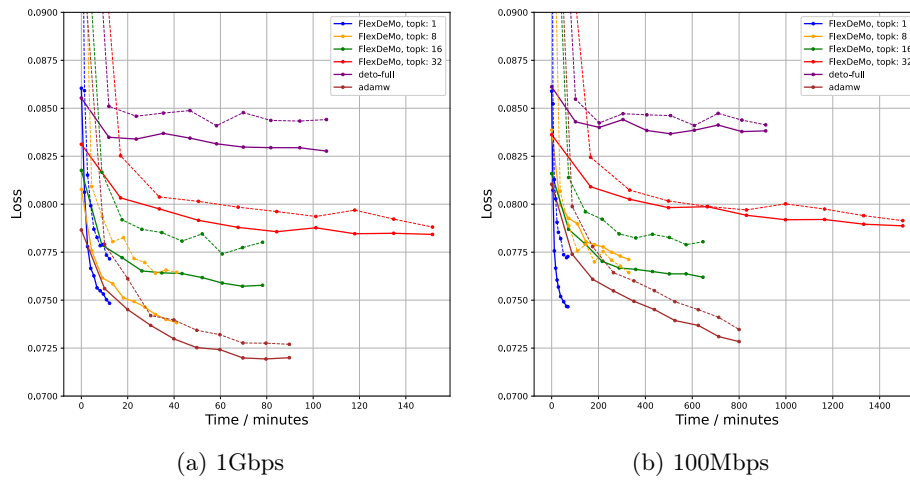 0.0900
0.0875
0.0850
0.0825
0.0800
0.0775
0.0750
0.0725
0.0700
Loss
0 20 40 60 80 100 120 140
Time / minutes
FlexDeMo, topk: 1
FlexDeMo, topk: 8
FlexDeMo, topk: 16
FlexDeMo, topk: 32
deto-full
adamw
(a) 1Gbps
0.0900
0.0875
0.0850
0.0825
0.0800
0.0775
0.0750
0.0725
0.0700
Loss
0 200 400 600 800 1000 1200 1400
Time / minutes
FlexDeMo, topk: 1
FlexDeMo, topk: 8
FlexDeMo, topk: 16
FlexDeMo, topk: 32
deto-full
adamw
(b) 100Mbps